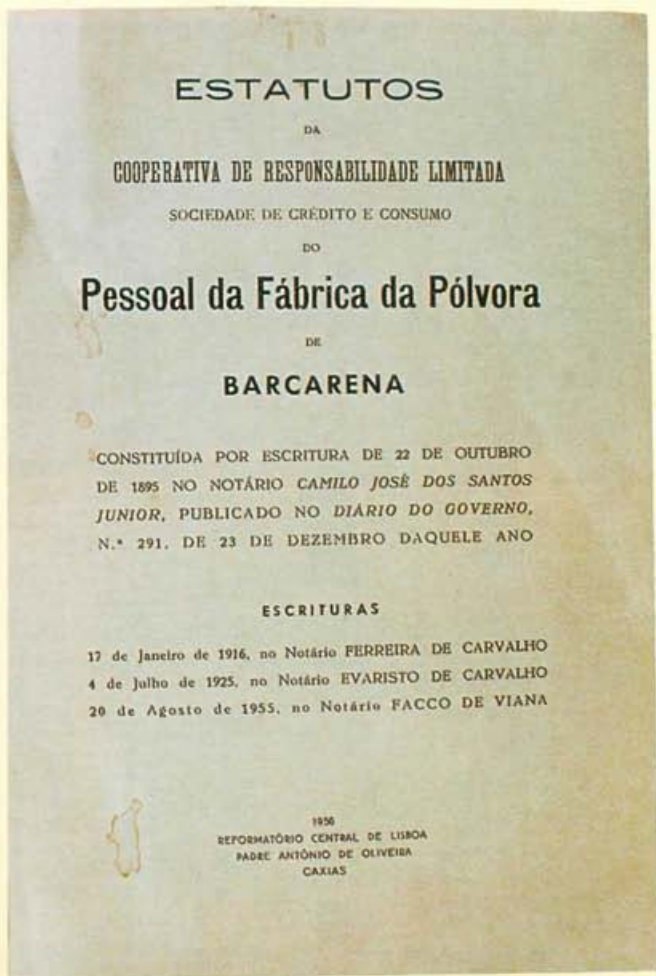 ESTATUTOS
DA
COOPERATIVA DE RESPONSABILIDADE LIMITADA
SOCIEDADE DE CRÉDITO E CONSUMO
DO
Pessoal da Fábrica da Pólvora
DE
BARCARENA
CONSTITUÍDA POR ESCRITURA DE 22 DE OUTUBRO
DE 1895 NO NOTÁRIO CAMILO JOSÉ DOS SANTOS
JUNIOR, PUBLICADO NO DIÁRIO DO GOVERNO,
N.º 291, DE 23 DE DEZEMBRO DAQUELE ANO
ESCRITURAS
17 de Janeiro de 1916, no Notário FERREIRA DE CARVALHO
4 de Julho de 1925, no Notário EVARISTO DE CARVALHO
20 de Agosto de 1955, no Notário FACCO DE VIANA
1956
REFORMATÓRIO CENTRAL DE LISBOA
PADRE ANTÓNIO DE OLIVEIRA
CAXIAS